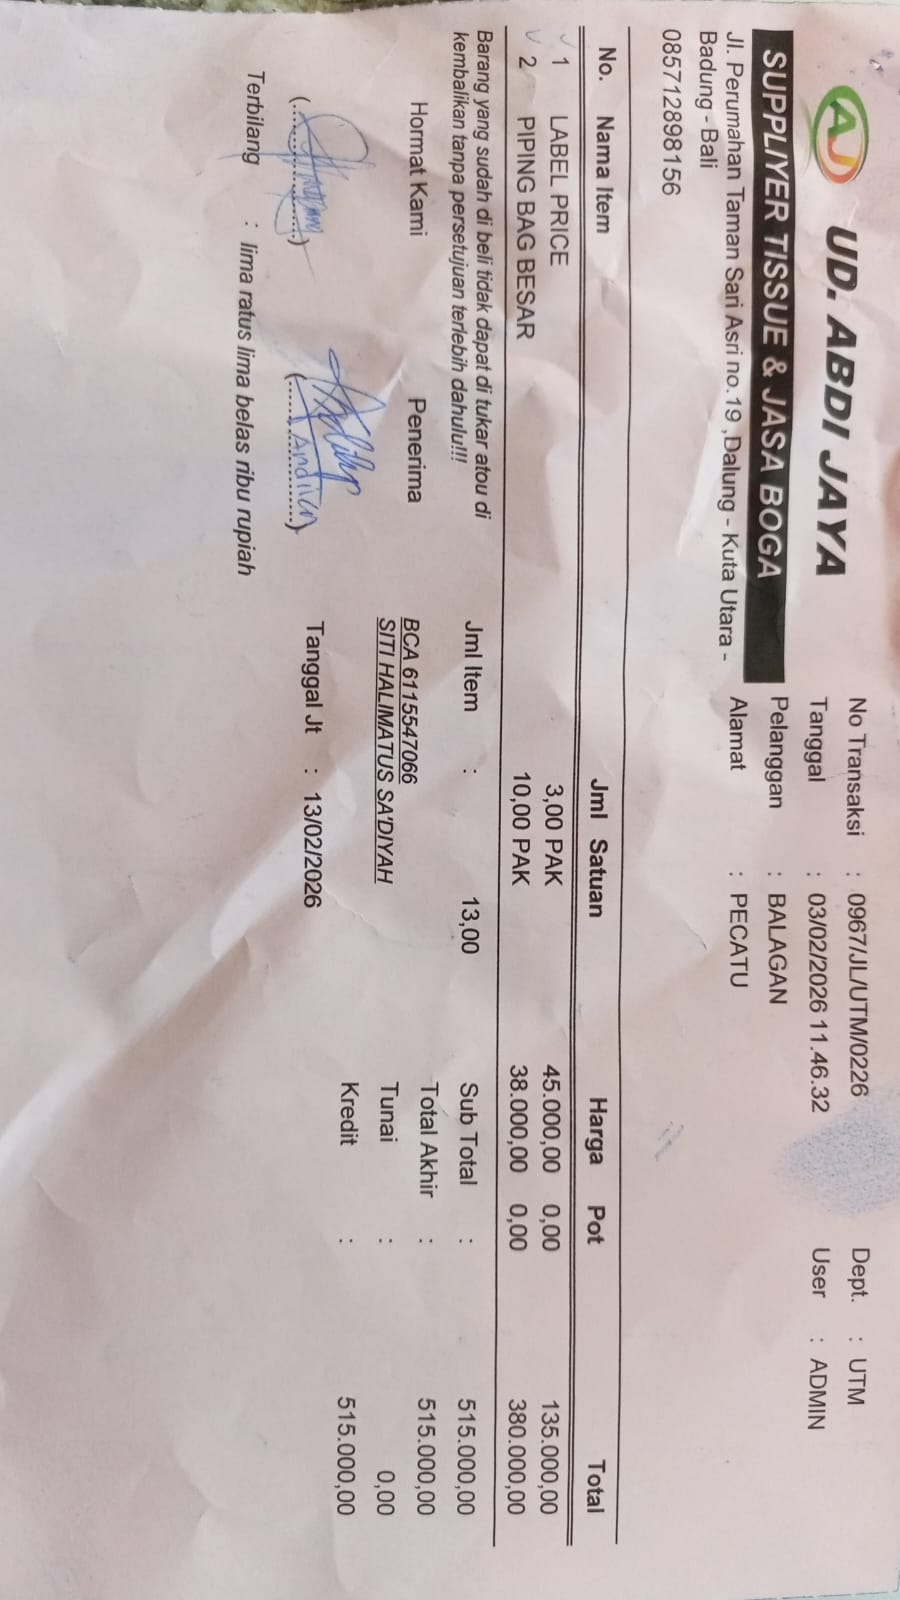 AJ
UD. ABDI JAYA
SUPPLIYER TISSUE & JASA BOGA
Jl. Perumahan Taman Sari Asri no.19 ,Dalung - Kuta Utara -
Badung - Bali
085712898156
No Transaksi : 0967/JL/UTM/0226
Tanggal : 03/02/2026 11.46.32
Pelanggan : BALAGAN
Alamat : PECATU
Dept. : UTM
User : ADMIN
No. Nama Item Jml Satuan Harga Pot Total
1 LABEL PRICE 3,00 PAK 45.000,00 0,00 135.000,00
2 PIPING BAG BESAR 10,00 PAK 38.000,00 0,00 380.000,00
Barang yang sudah di beli tidak dapat di tukar atou di
kembalikan tanpa persetujuan terlebih dahulu!!!
Hormat Kami Penerima
(....................) (....................)
Jml Item : 13,00
BCA 6115547066
SITI HALIMATUS SA'DIYAH
Tanggal Jt : 13/02/2026
Sub Total : 515.000,00
Total Akhir : 515.000,00
Tunai : 0,00
Kredit : 515.000,00
Terbilang : lima ratus lima belas ribu rupiah